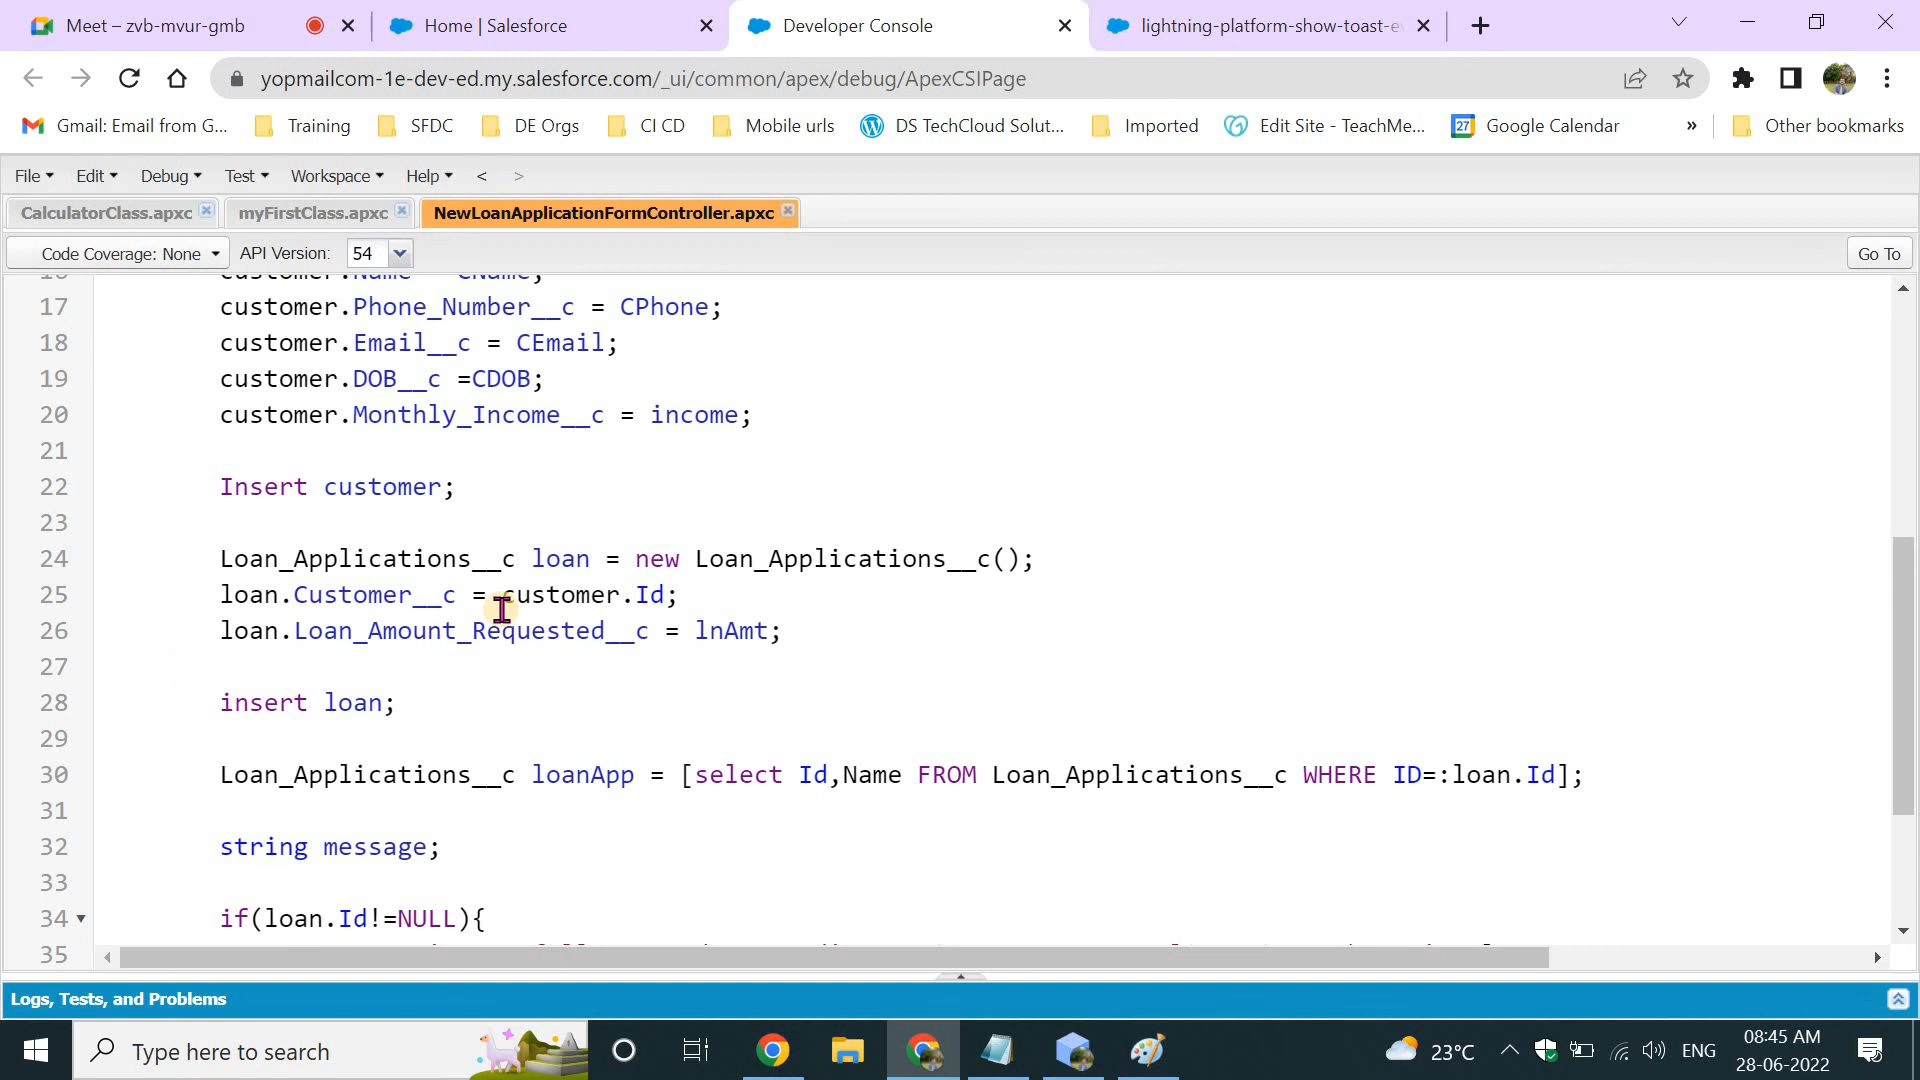 Meet – zvb-mvur-gmb
Home | Salesforce
Developer Console
lightning-platform-show-toast-e
yopmailcom-1e-dev-ed.my.salesforce.com/_ui/common/apex/debug/ApexCSIPage
Gmail: Email from G...
Training
SFDC
DE Orgs
CI CD
Mobile urls
DS TechCloud Solut...
Imported
Edit Site - TeachMe...
27
Google Calendar
»
Other bookmarks
File
Edit
Debug
Test
Workspace
Help
<
>
CalculatorClass.apxc
myFirstClass.apxc
NewLoanApplicationFormController.apxc
Code Coverage: None
API Version:
54
Go To
16 customer.Name = CName;
17 customer.Phone_Number__c = CPhone;
18 customer.Email__c = CEmail;
19 customer.DOB__c =CDOB;
20 customer.Monthly_Income__c = income;
21
22 Insert customer;
23
24 Loan_Applications__c loan = new Loan_Applications__c();
25 loan.Customer__c = customer.Id;
26 loan.Loan_Amount_Requested__c = lnAmt;
27
28 insert loan;
29
30 Loan_Applications__c loanApp = [select Id,Name FROM Loan_Applications__c WHERE ID=:loan.Id];
31
32 string message;
33
34 if(loan.Id!=NULL){
35
Logs, Tests, and Problems
Type here to search
23°C
ENG
08:45 AM
28-06-2022